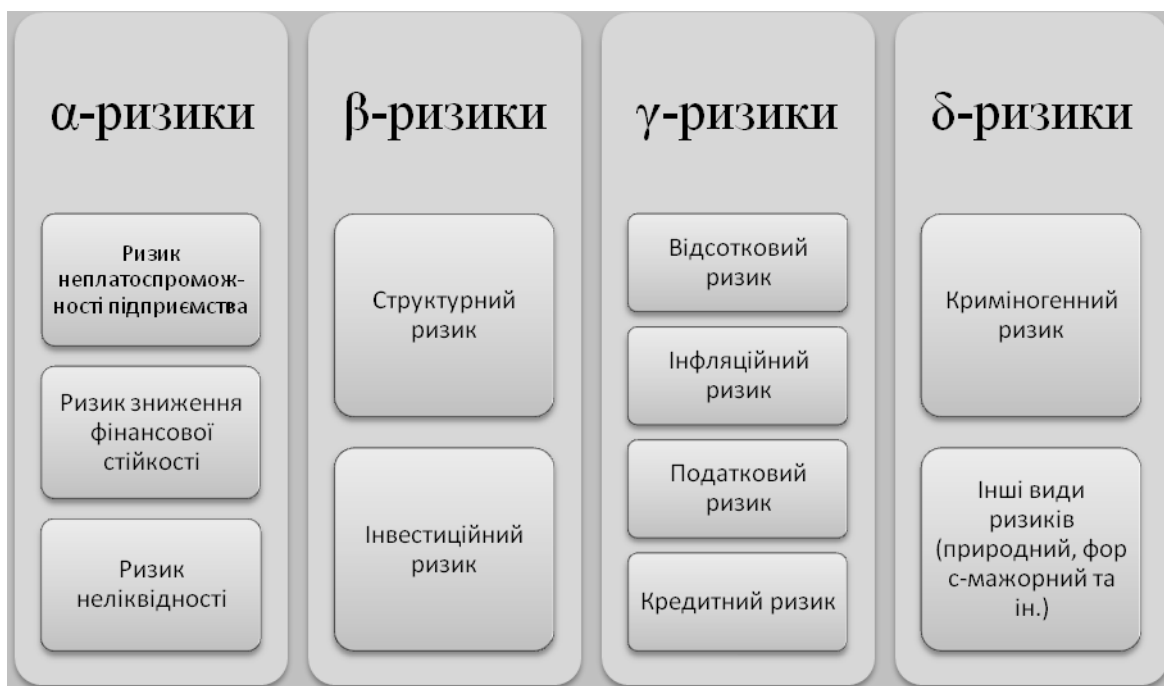 α-ризики
Ризик
неплатоспромож-
ності підприємства
Ризик зниження
фінансової
стійкості
Ризик
неліквідності
β-ризики
Структурний
ризик
Інвестиційний
ризик
γ-ризики
Відсотковий
ризик
Інфляційний
ризик
Податковий
ризик
Кредитний ризик
δ-ризики
Криміногенний
ризик
Інші види
ризиків
(природний, фор
с-мажорний та
ін.)